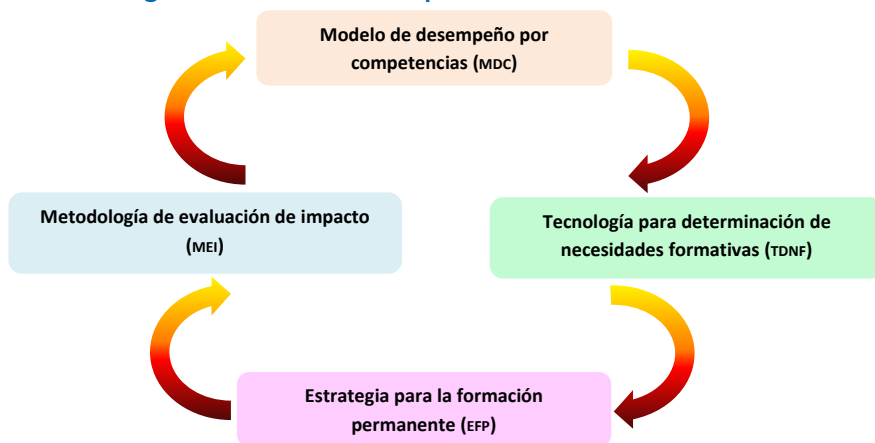 Modelo de desempeño por
competencias (MDC)
Metodología de evaluación de impacto
(MEI)
Tecnología para determinación de
necesidades formativas (TDNF)
Estrategia para la formación
permanente (EFP)